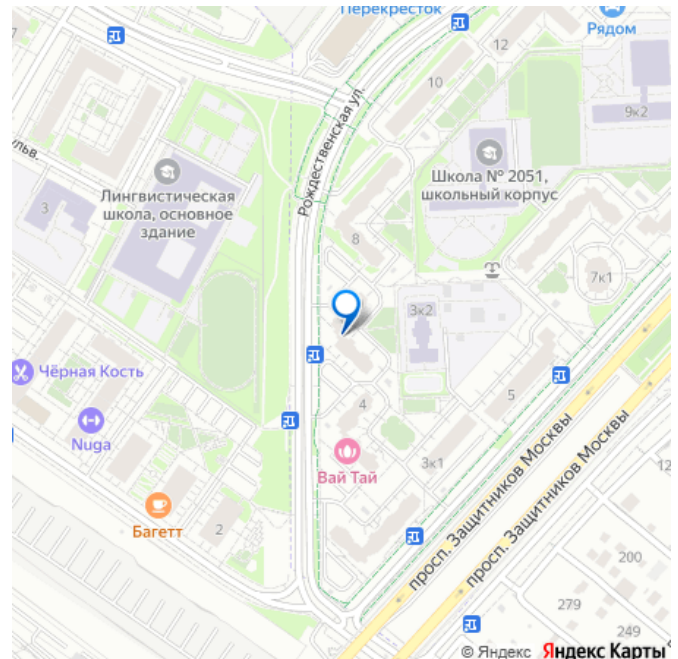 Перекресток
Рядом
12
10
9к2
Рождественская ул.
Школа № 2051,
школьный корпус
Лингвистическая
школа, основное
здание
3
8
7к1
3к2
Чёрная Кость
5
4
Nuga
Вай Тай
3к1
просп. Защитников Москвы
просп. Защитников Москвы
12
Багетт
2
200
279
249
© Яндекс Яндекс Карты